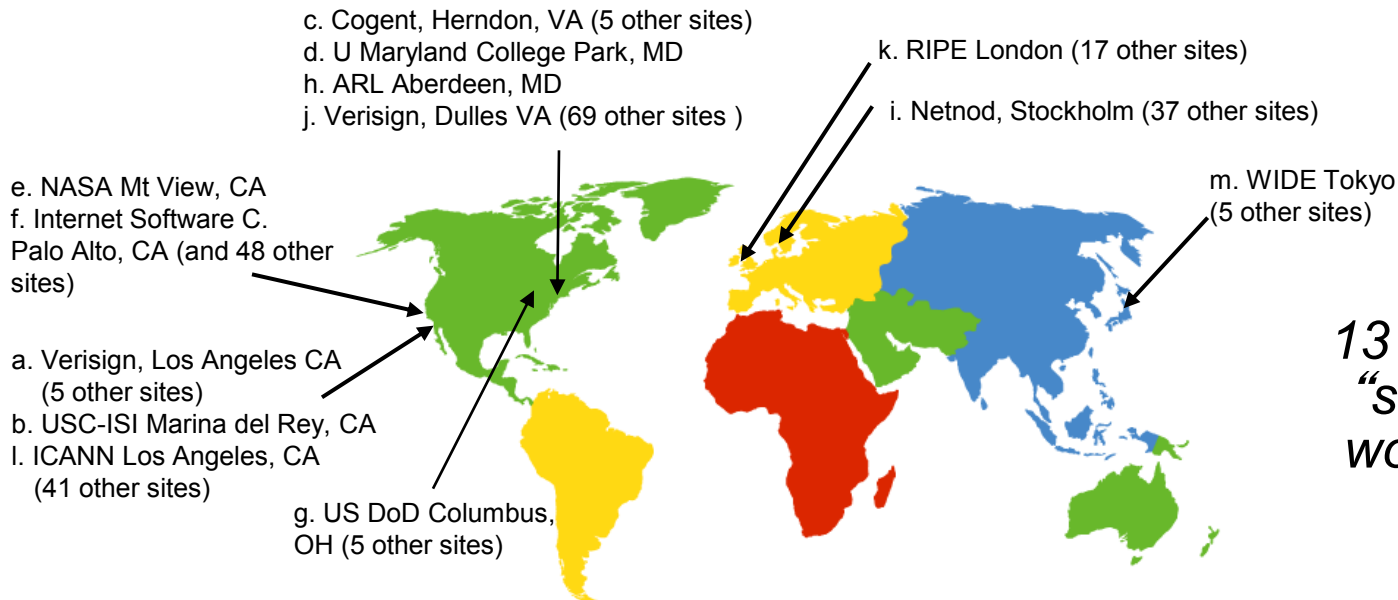 c. Cogent, Herndon, VA (5 other sites)
d. U Maryland College Park, MD
h. ARL Aberdeen, MD
j. Verisign, Dulles VA (69 other sites )
k. RIPE London (17 other sites)
i. Netnod, Stockholm (37 other sites)
e. NASA Mt View, CA
f. Internet Software C.
Palo Alto, CA (and 48 other
sites)
m. WIDE Tokyo
(5 other sites)
a. Verisign, Los Angeles CA
(5 other sites)
b. USC-ISI Marina del Rey, CA
l. ICANN Los Angeles, CA
(41 other sites)
g. US DoD Columbus,
OH (5 other sites)
13